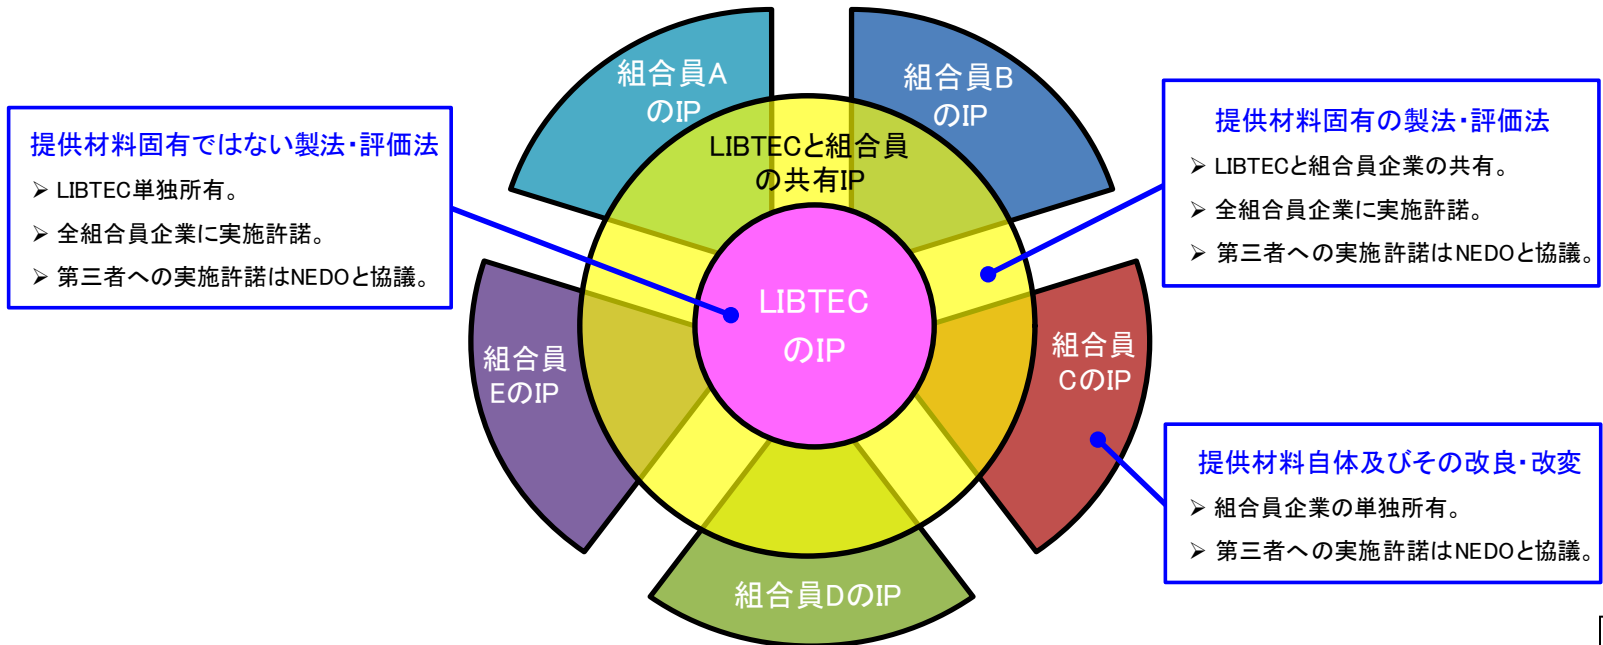 組合員A
のIP
組合員B
のIP
提供材料固有ではない製法・評価法
➢ LIBTEC単独所有。
➢ 全組合員企業に実施許諾。
➢ 第三者への実施許諾はNEDOと協議。
LIBTECと組合員
の共有IP
提供材料固有の製法・評価法
➢ LIBTECと組合員企業の共有。
➢ 全組合員企業に実施許諾。
➢ 第三者への実施許諾はNEDOと協議。
LIBTEC
のIP
組合員
EのIP
組合員
CのIP
提供材料自体及びその改良・改変
➢ 組合員企業の単独所有。
➢ 第三者への実施許諾はNEDOと協議。
組合員DのIP